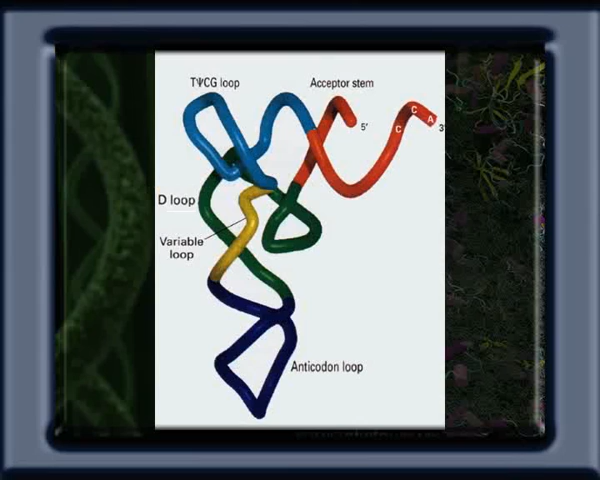 TΨCG loop
Acceptor stem
5'
C
C
A
3'
D loop
Variable
loop
Anticodon loop